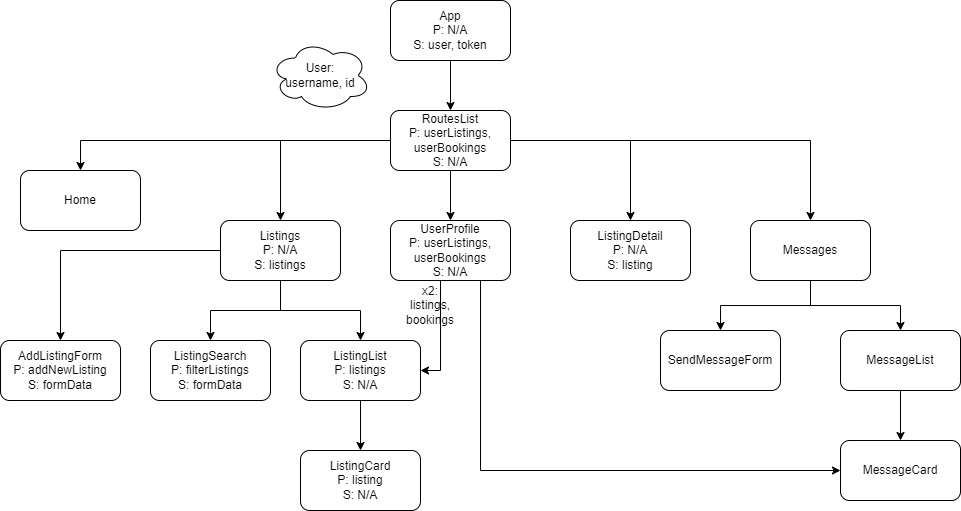 App
P: N/A
S: user, token
User:
username, id
RoutesList
P: userListings,
userBookings
S: N/A
Home
Listings
P: N/A
S: listings
UserProfile
P: userListings,
userBookings
S: N/A
ListingDetail
P: N/A
S: listing
Messages
x2:
listings,
bookings
AddListingForm
P: addNewListing
S: formData
ListingSearch
P: filterListings
S: formData
ListingList
P: listings
S: N/A
SendMessageForm
MessageList
ListingCard
P: listing
S: N/A
MessageCard